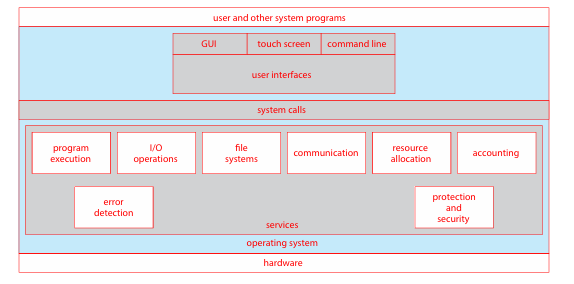 user and other system programs
GUI
touch screen
command line
user interfaces
system calls
program
execution
I/O
operations
file
systems
communication
resource
allocation
accounting
error
detection
protection
and
security
services
operating system
hardware